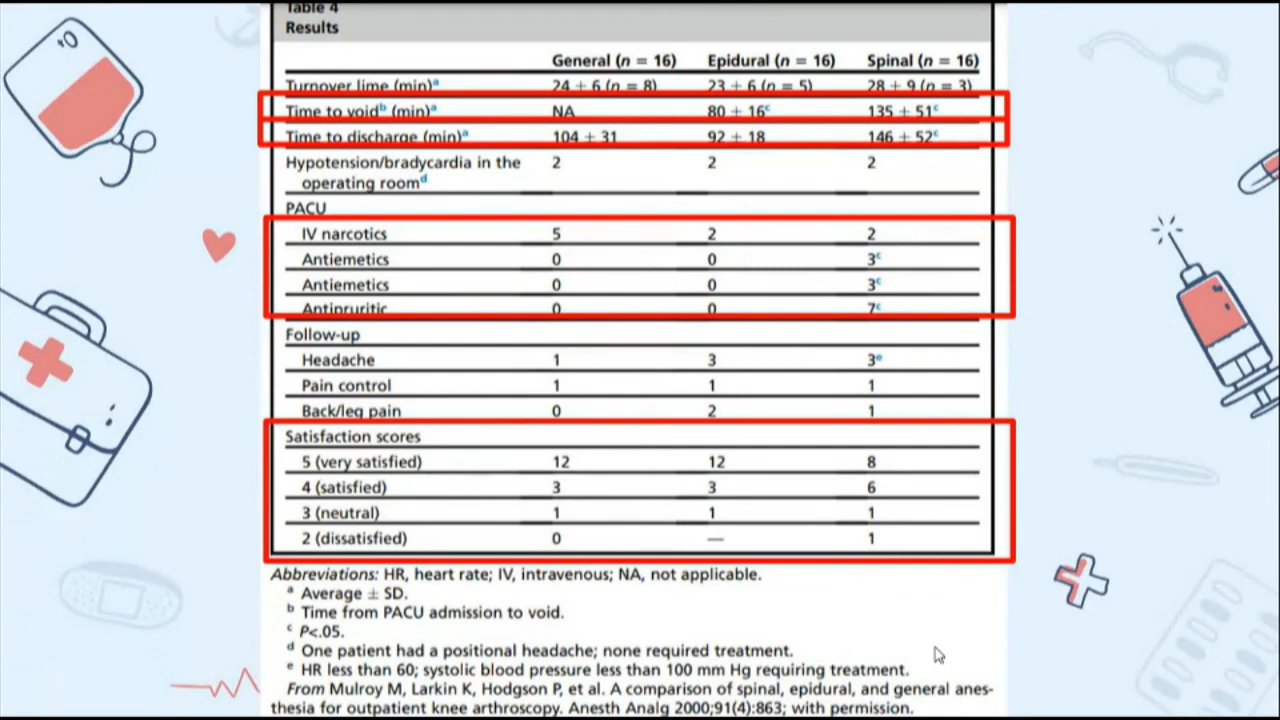 Table 4
Results
General (n = 16) Epidural (n = 16) Spinal (n = 16)
Turnover lime (min)a 24 + 6 (n = 8) 23 + 6 (n = 5) 28 + 9 (n = 3)
Time to voidb (min)a NA 80 + 16c 135 + 51c
Time to discharge (min)a 104 + 31 92 + 18 146 + 52c
Hypotension/bradycardia in the 2 2 2
operating roomd
PACU
IV narcotics 5 2 2
Antiemetics 0 0 3c
Antiemetics 0 0 3c
Antipruritic 0 0 7c
Follow-up
Headache 1 3 3e
Pain control 1 1 1
Back/leg pain 0 2 1
Satisfaction scores
5 (very satisfied) 12 12 8
4 (satisfied) 3 3 6
3 (neutral) 1 1 1
2 (dissatisfied) 0 — 1
Abbreviations: HR, heart rate; IV, intravenous; NA, not applicable.
a Average ± SD.
b Time from PACU admission to void.
c P<.05.
d One patient had a positional headache; none required treatment.
e HR less than 60; systolic blood pressure less than 100 mm Hg requiring treatment.
From Mulroy M, Larkin K, Hodgson P, et al. A comparison of spinal, epidural, and general anes-
thesia for outpatient knee arthroscopy. Anesth Analg 2000;91(4):863; with permission.